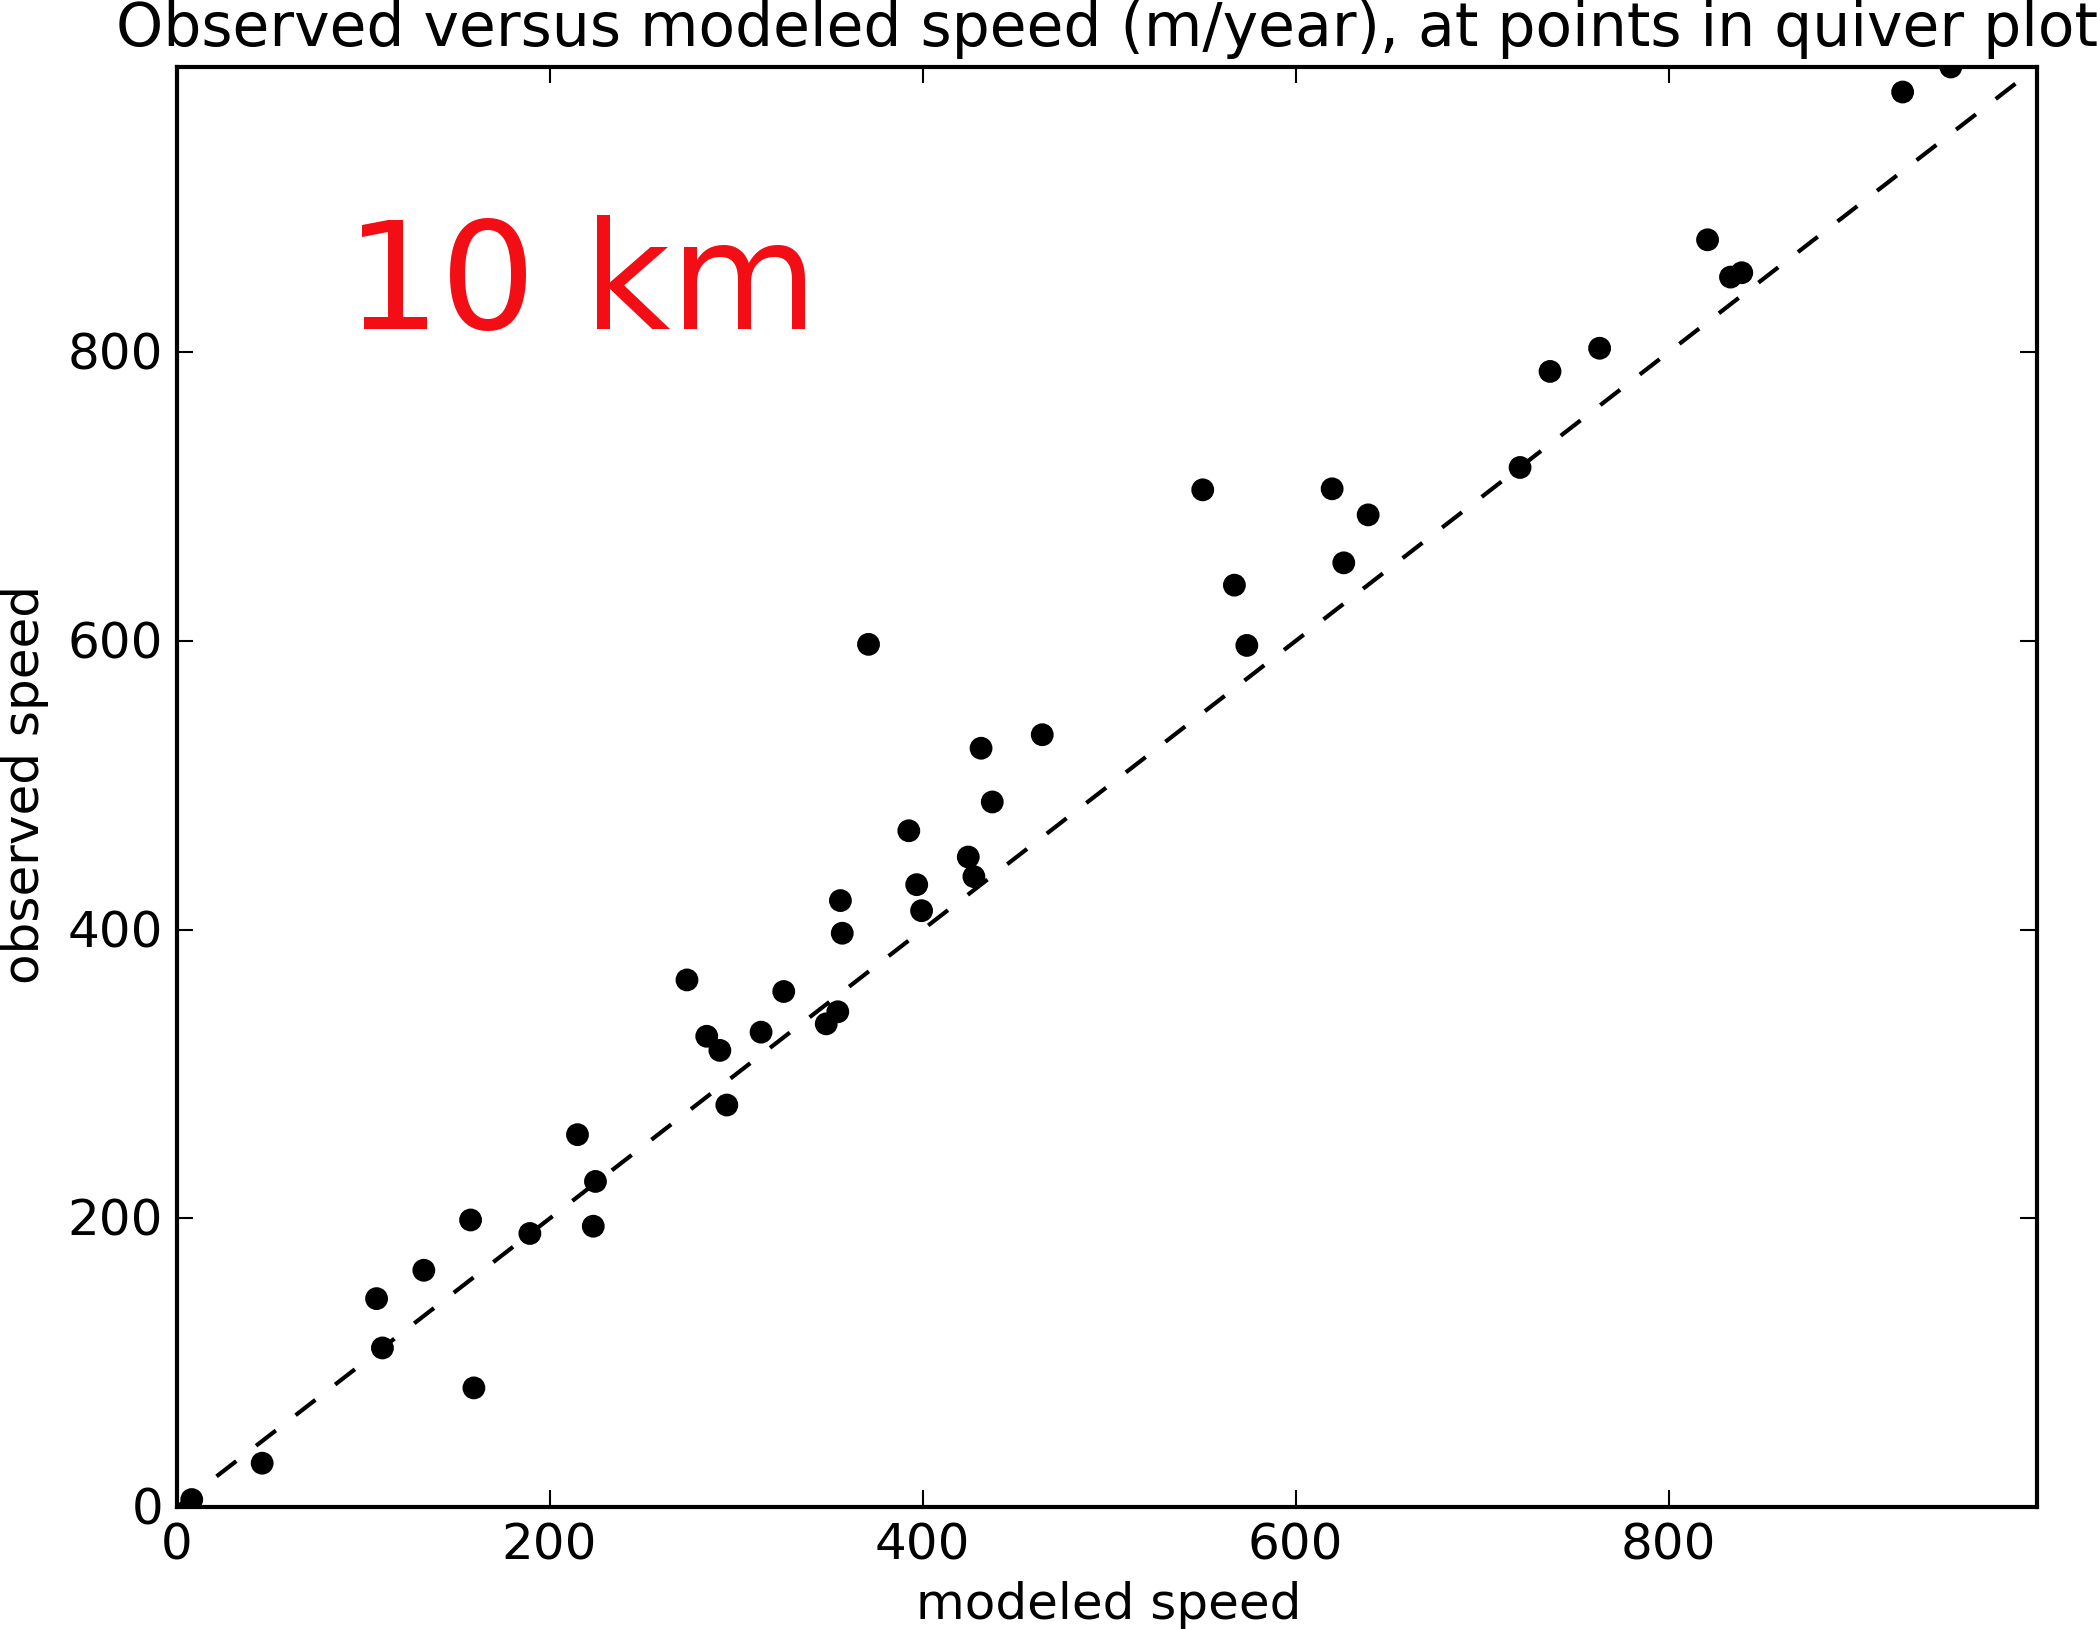 Observed versus modeled speed (m/year), at points in quiver plot
10 km
800
600
400
200
0
observed speed
0 200 400 600 800
modeled speed